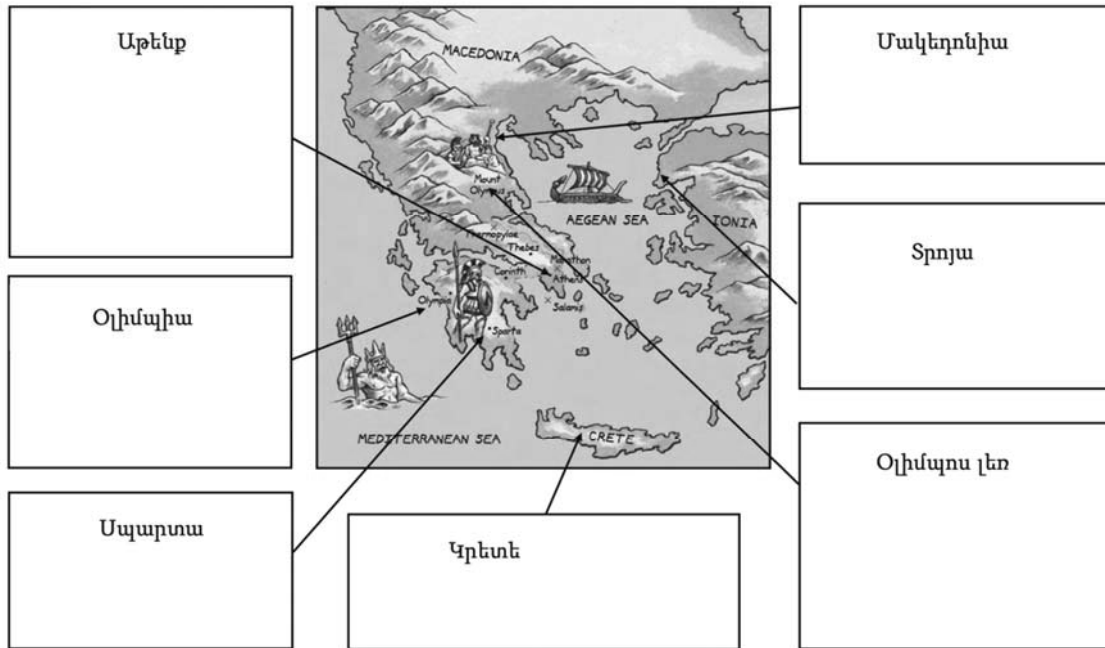 Աթենք
Մակեդոնիա
MACEDONIA
Mount
Olympus
AEGEAN SEA
IONIA
Տրոյա
Thermopylae
Thebes
Marathon
Athens
Corinth
Օլիմպիա
Olympia
Salamis
Sparta
MEDITERRANEAN SEA
CRETE
Օլիմպոս լեռ
Սպարտա
Կրետե